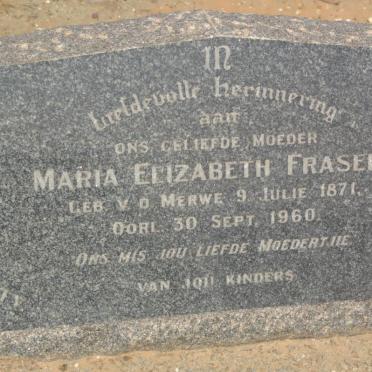 IN
Liefdevolle herinnering
aan
ONS GELIEFDE MOEDER
MARIA ELIZABETH FRASER
GEB. V.D. MERWE 9 JULIE 1871.
OORL. 30 SEPT. 1960.
ONS MIS JOU LIEFDE MOEDERTJIE
VAN JOU KINDERS